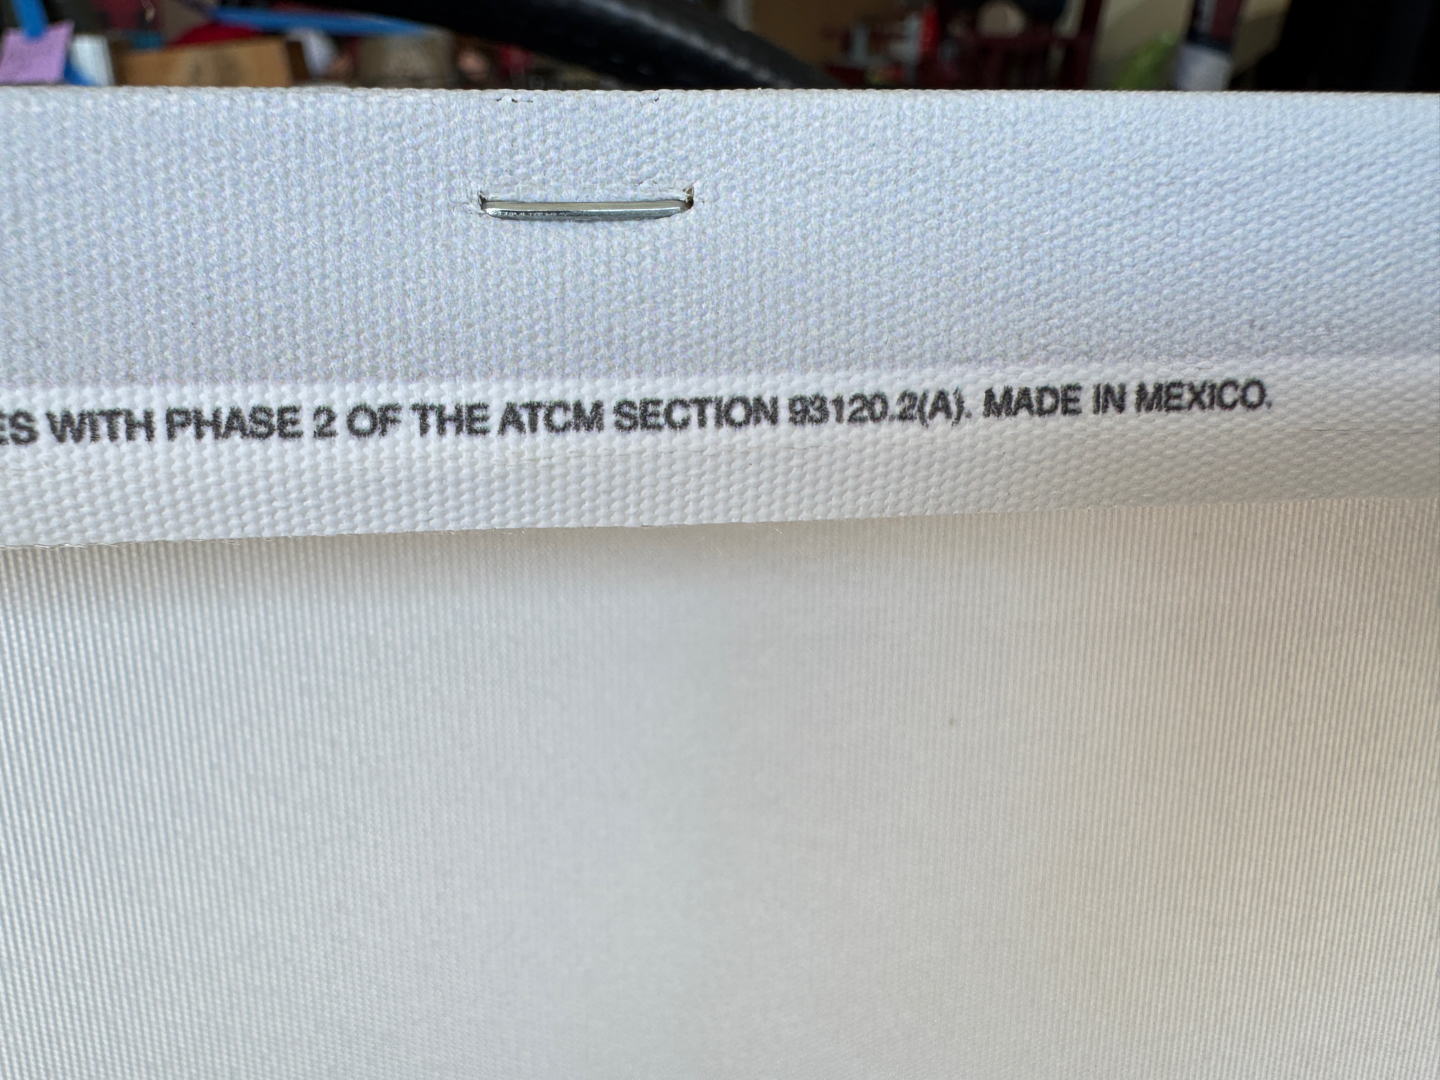 ES WITH PHASE 2 OF THE ATCM SECTION 93120.2(A). MADE IN MEXICO.